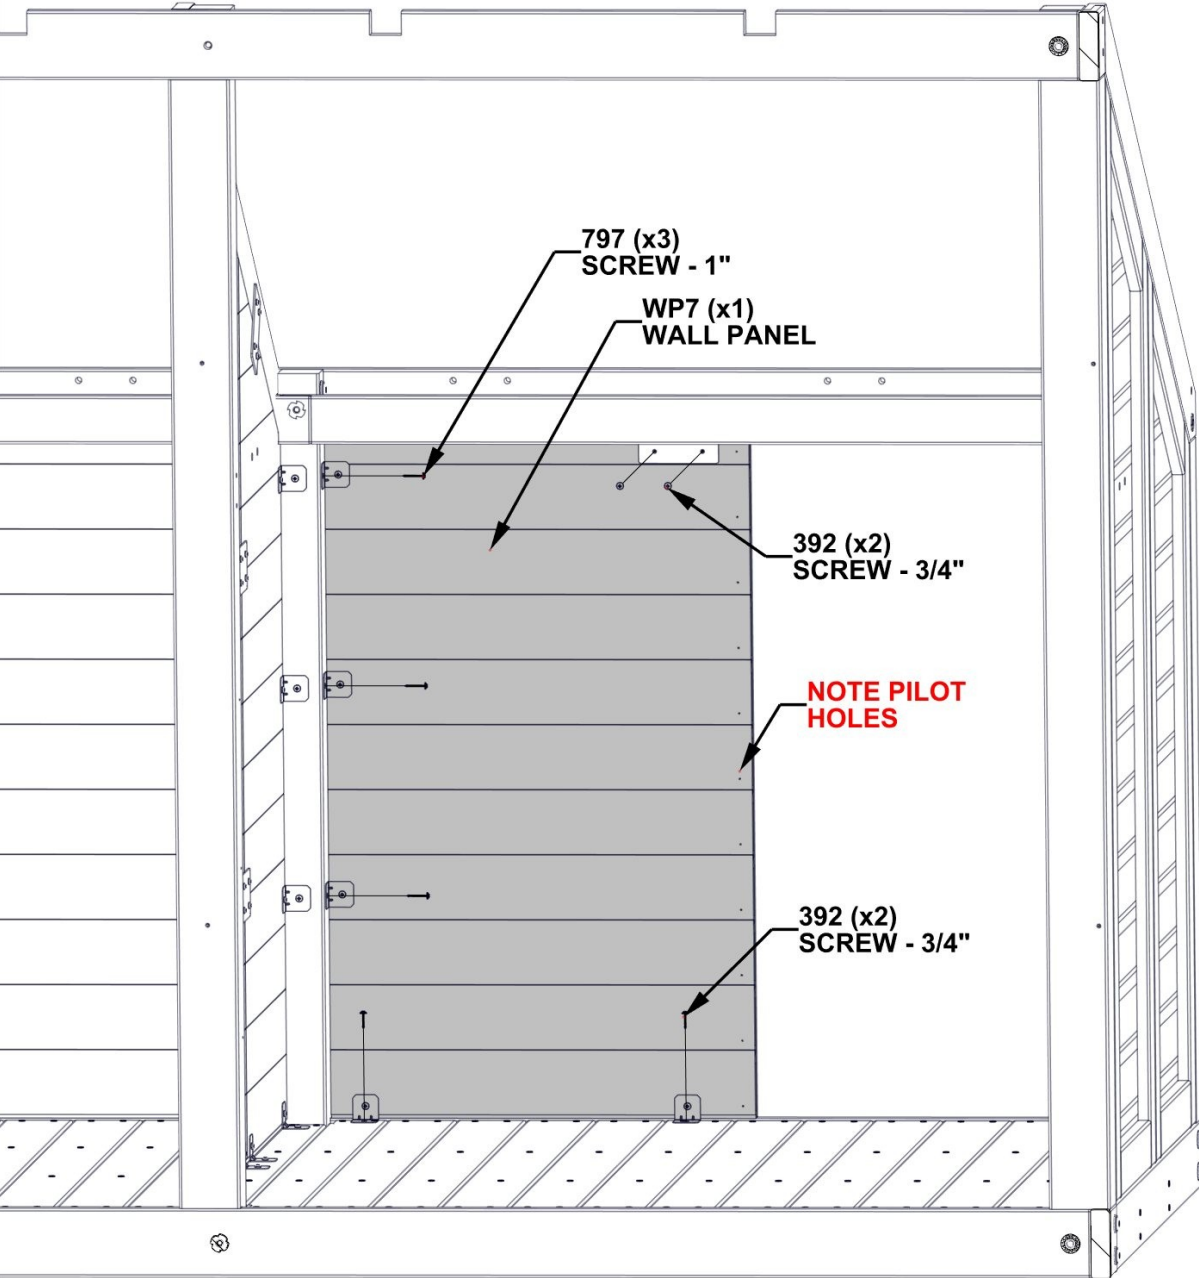 797 (x3)
SCREW - 1"
WP7 (x1)
WALL PANEL
392 (x2)
SCREW - 3/4"
NOTE PILOT
HOLES
392 (x2)
SCREW - 3/4"